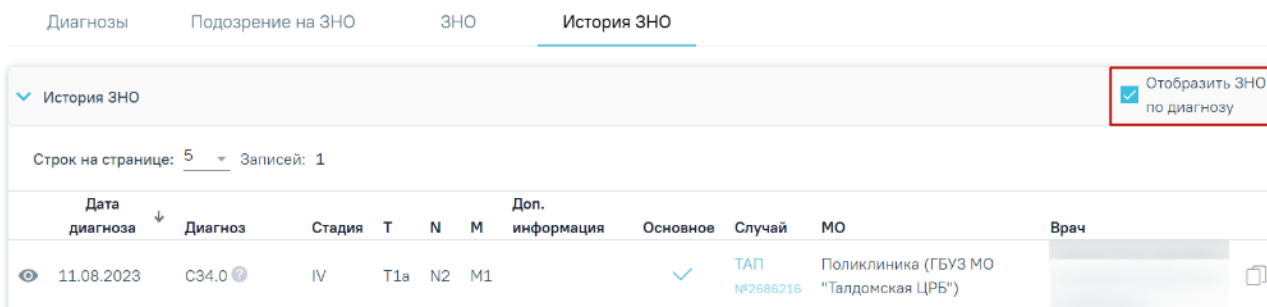 Диагнозы Подозрение на ЗНО ЗНО История ЗНО
История ЗНО
Отобразить ЗНО
по диагнозу
Строк на странице: 5 Записей: 1
Дата диагноза Диагноз Стадия T N M Доп. информация Основное Случай МО Врач
11.08.2023 C34.0 IV T1a N2 M1 ТАП №2686216 Поликлиника (ГБУЗ МО "Талдомская ЦРБ")